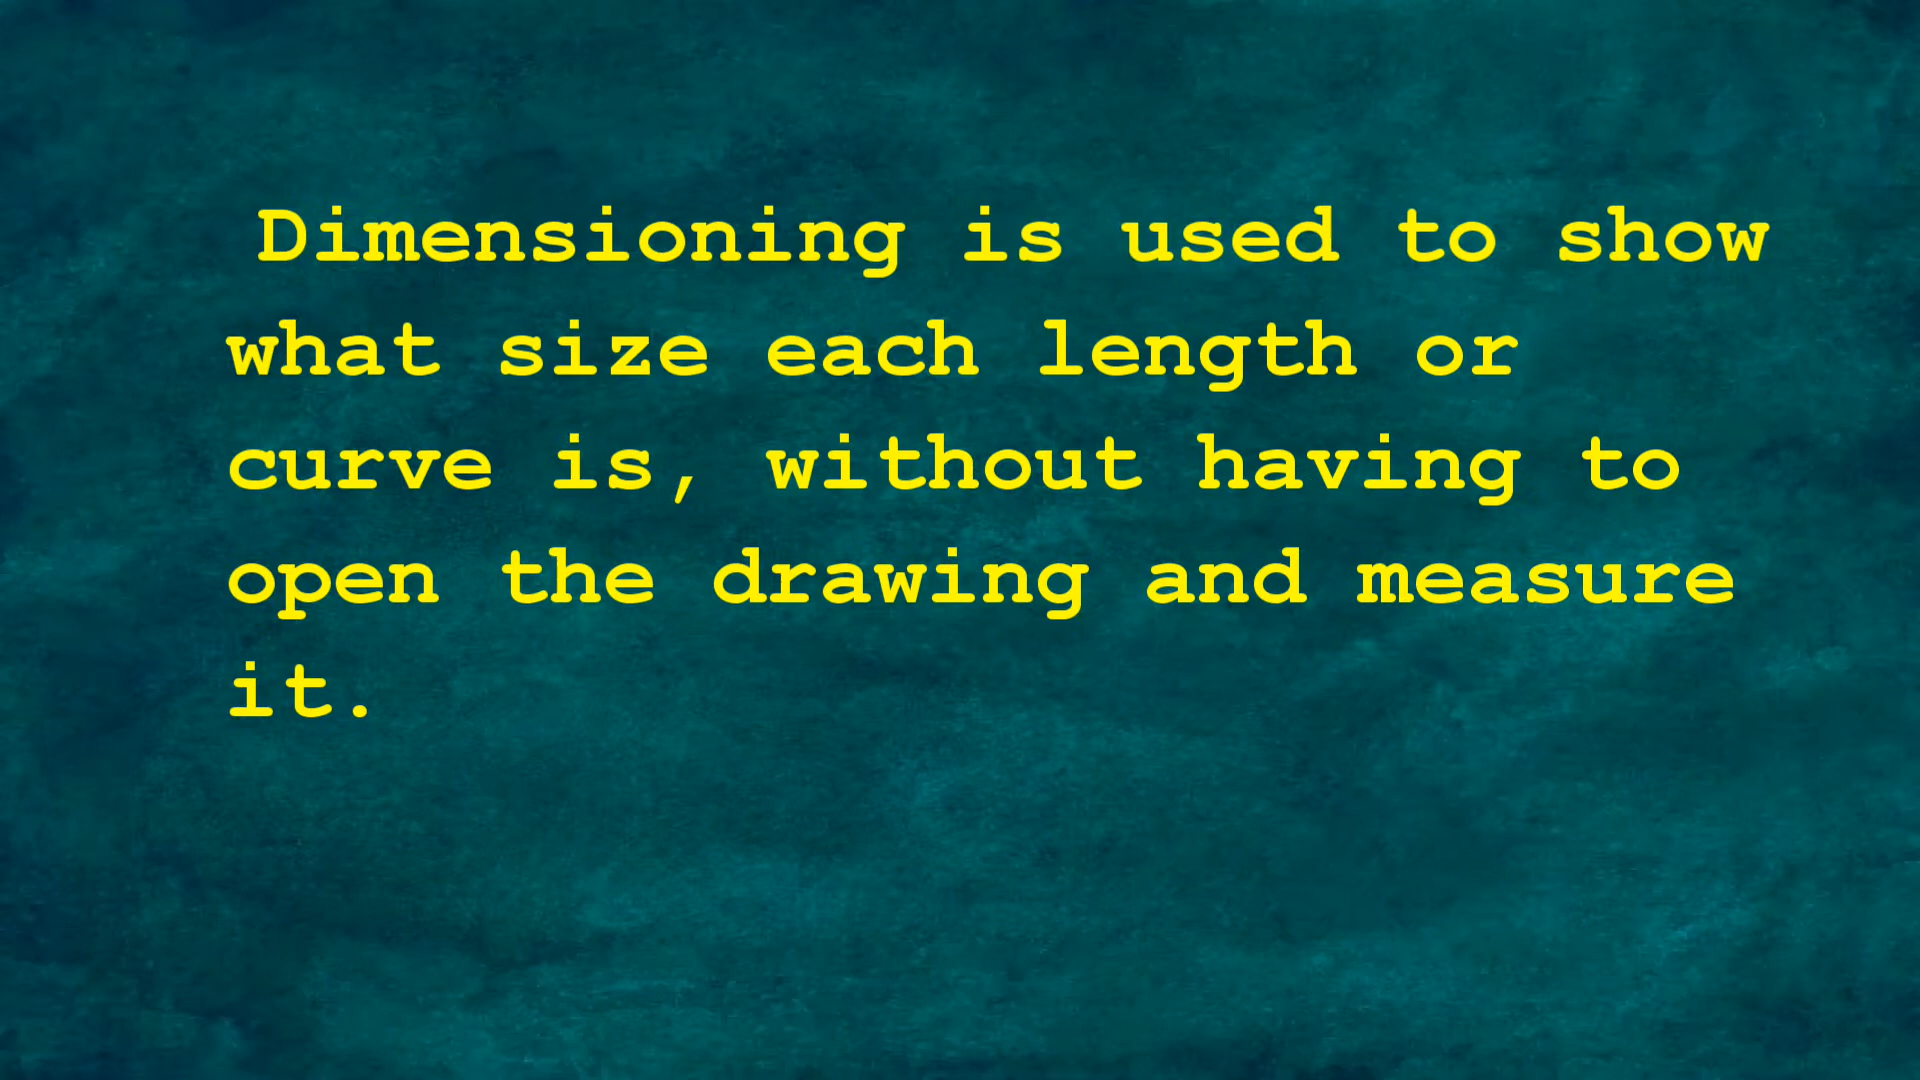 Dimensioning is used to show
what size each length or
curve is, without having to
open the drawing and measure
it.